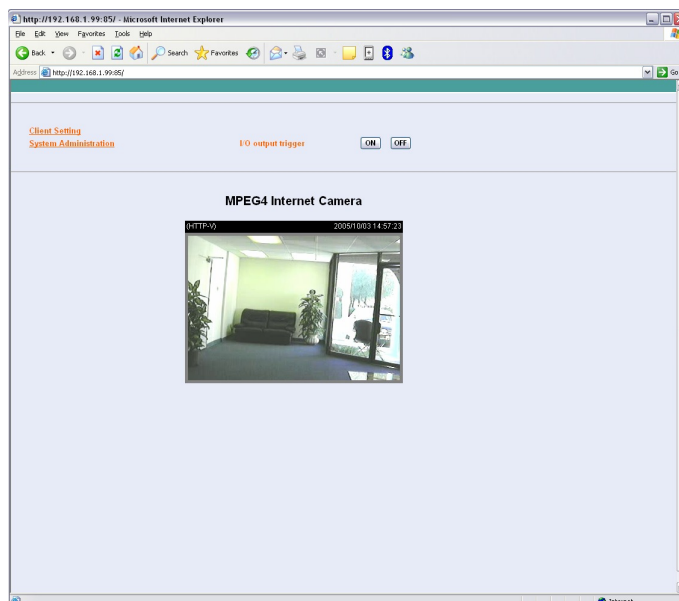 http://192.168.1.99:85/ - Microsoft Internet Explorer
File Edit View Favorites Tools Help
Back Search Favorites
Address http://192.168.1.99:85/ Go
Client Setting
System Administration I/O output trigger ON OFF
MPEG4 Internet Camera
(HTTP-V) 2005/10/03 14:57:23
Internet